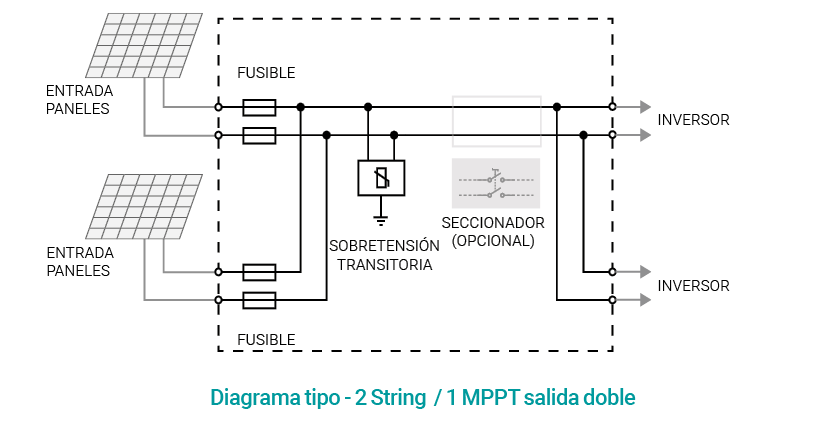 FUSIBLE
ENTRADA
PANELES
INVERSOR
SECCIONADOR
(OPCIONAL)
SOBRETENSIÓN
TRANSITORIA
ENTRADA
PANELES
INVERSOR
FUSIBLE
Diagrama tipo - 2 String / 1 MPPT salida doble